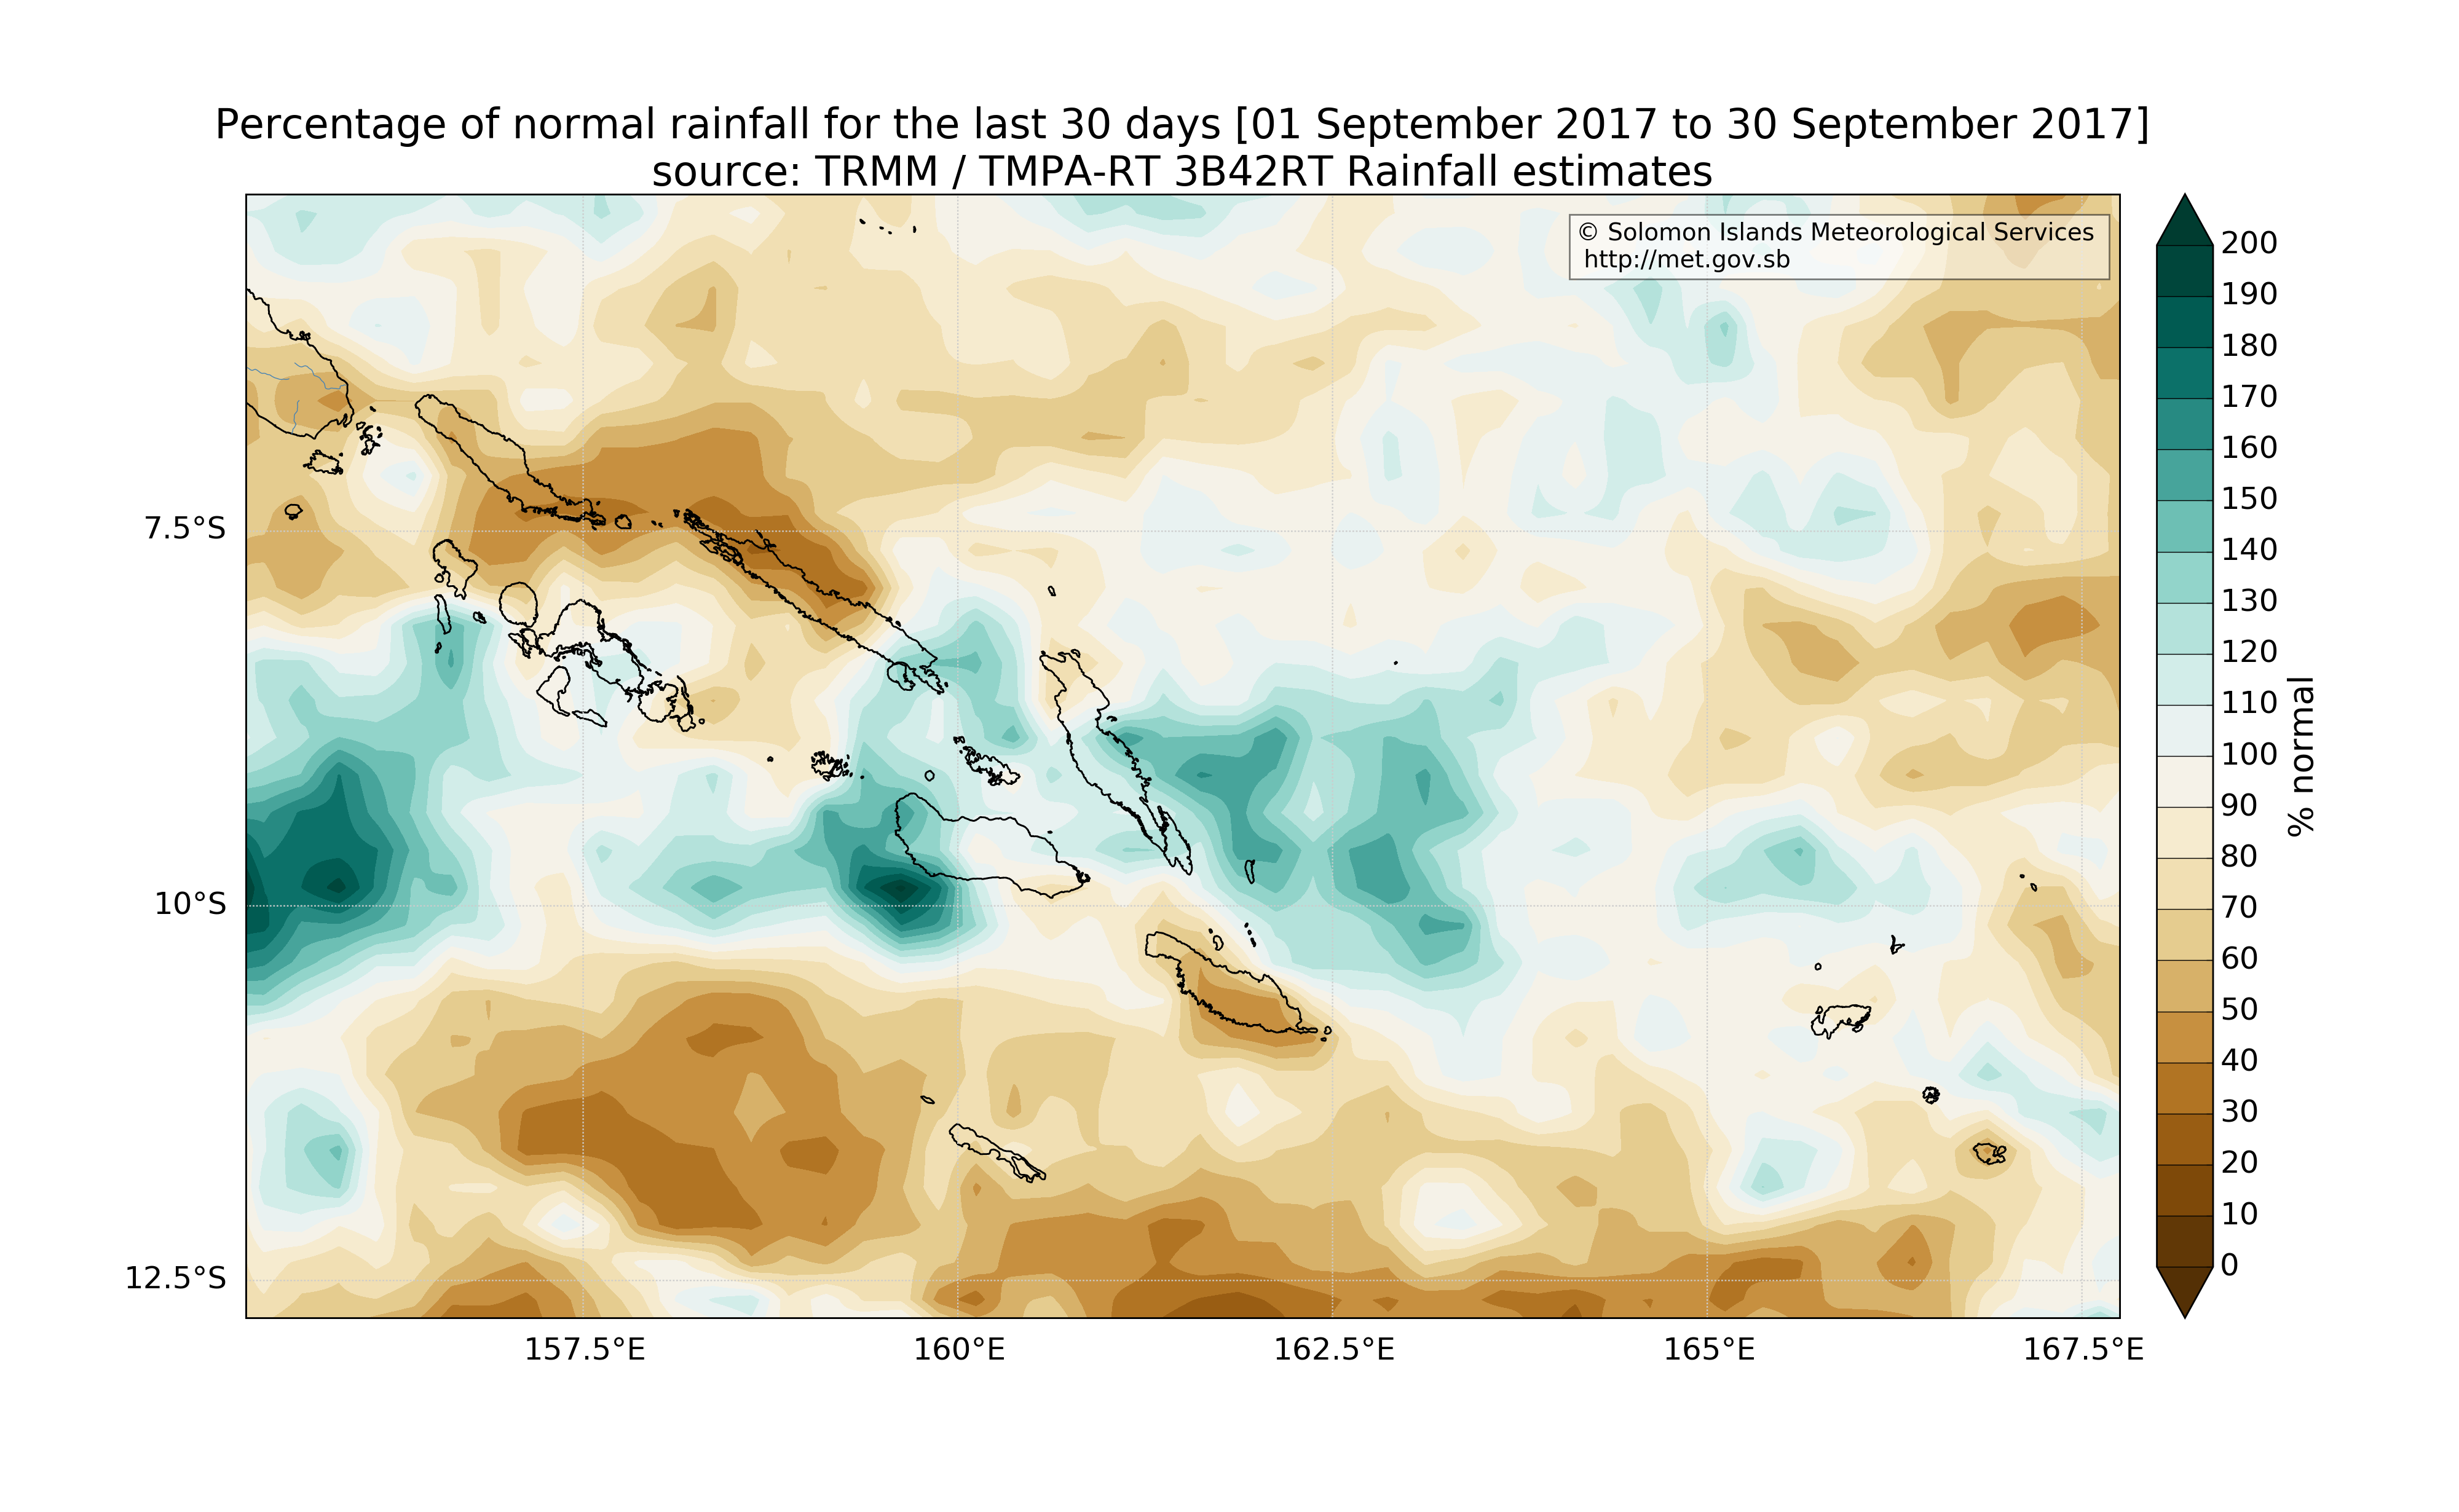 Percentage of normal rainfall for the last 30 days [01 September 2017 to 30 September 2017]
source: TRMM / TMPA-RT 3B42RT Rainfall estimates
© Solomon Islands Meteorological Services
http://met.gov.sb
7.5°S
10°S
12.5°S
157.5°E
160°E
162.5°E
165°E
167.5°E
200
190
180
170
160
150
140
130
120
110
100
90
80
70
60
50
40
30
20
10
0
% normal